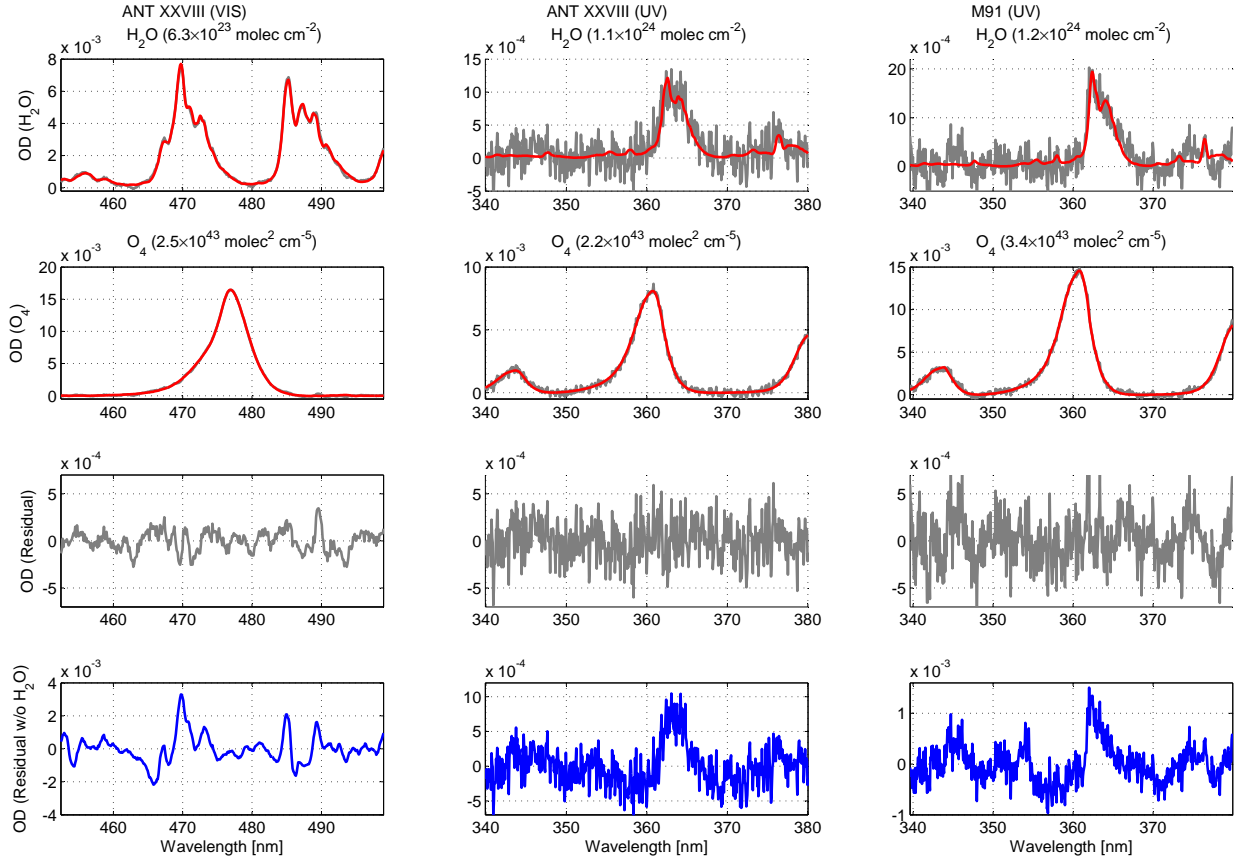 ANT XXVIII (VIS)
H2O (6.3×10^23 molec cm^-2)
x 10^-3
8
6
4
2
0
OD (H2O)
460 470 480 490
ANT XXVIII (UV)
H2O (1.1×10^24 molec cm^-2)
x 10^-4
15
10
5
0
-5
340 350 360 370 380
M91 (UV)
H2O (1.2×10^24 molec cm^-2)
x 10^-4
20
10
0
340 350 360 370
O4 (2.5×10^43 molec^2 cm^-5)
x 10^-3
20
15
10
5
0
OD (O4)
460 470 480 490
O4 (2.2×10^43 molec^2 cm^-5)
x 10^-3
10
5
0
340 350 360 370 380
O4 (3.4×10^43 molec^2 cm^-5)
x 10^-3
15
10
5
0
340 350 360 370
x 10^-4
5
0
-5
OD (Residual)
460 470 480 490
x 10^-4
5
0
-5
340 350 360 370 380
x 10^-4
5
0
-5
340 350 360 370
x 10^-3
4
2
0
-2
-4
OD (Residual w/o H2O)
460 470 480 490
Wavelength [nm]
x 10^-4
10
5
0
-5
340 350 360 370 380
Wavelength [nm]
x 10^-3
1
0
-1
340 350 360 370
Wavelength [nm]